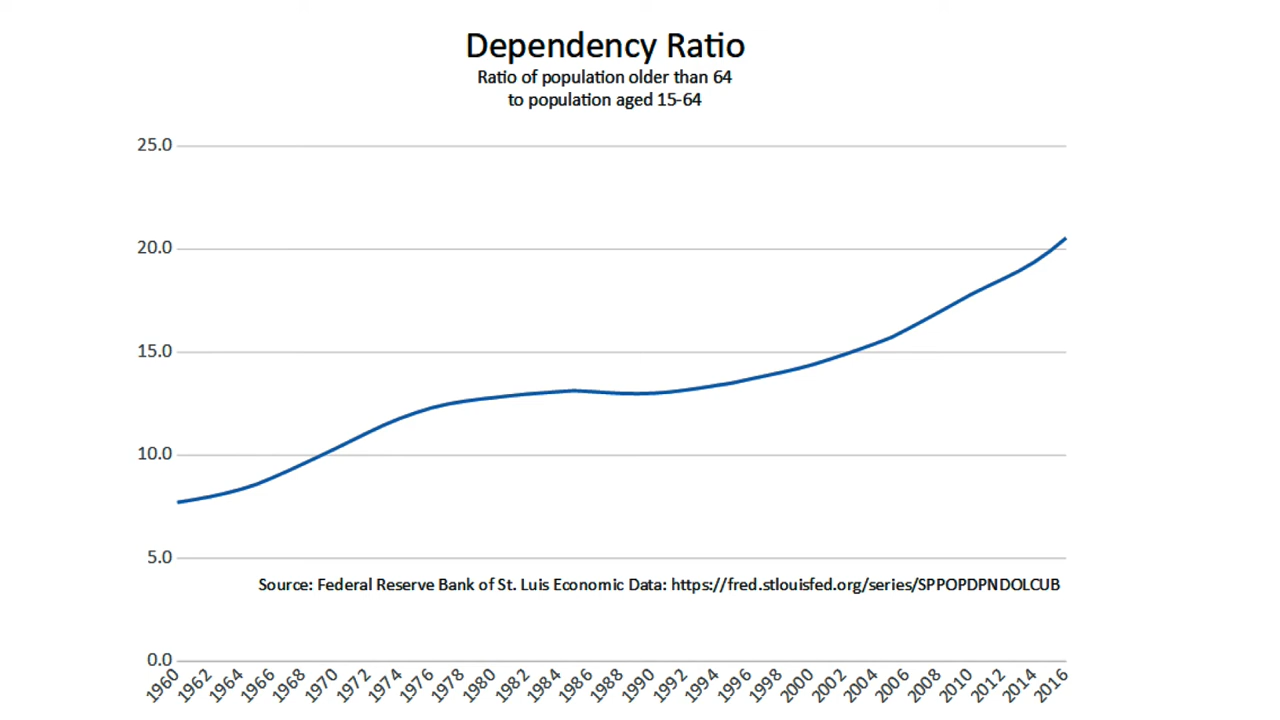 Dependency Ratio
Ratio of population older than 64
to population aged 15-64
25.0
20.0
15.0
10.0
5.0
Source: Federal Reserve Bank of St. Luis Economic Data: https://fred.stlouisfed.org/series/SPPOPDPNDOLCUB
0.0
1960 1962 1964 1966 1968 1970 1972 1974 1976 1978 1980 1982 1984 1986 1988 1990 1992 1994 1996 1998 2000 2002 2004 2006 2008 2010 2012 2014 2016